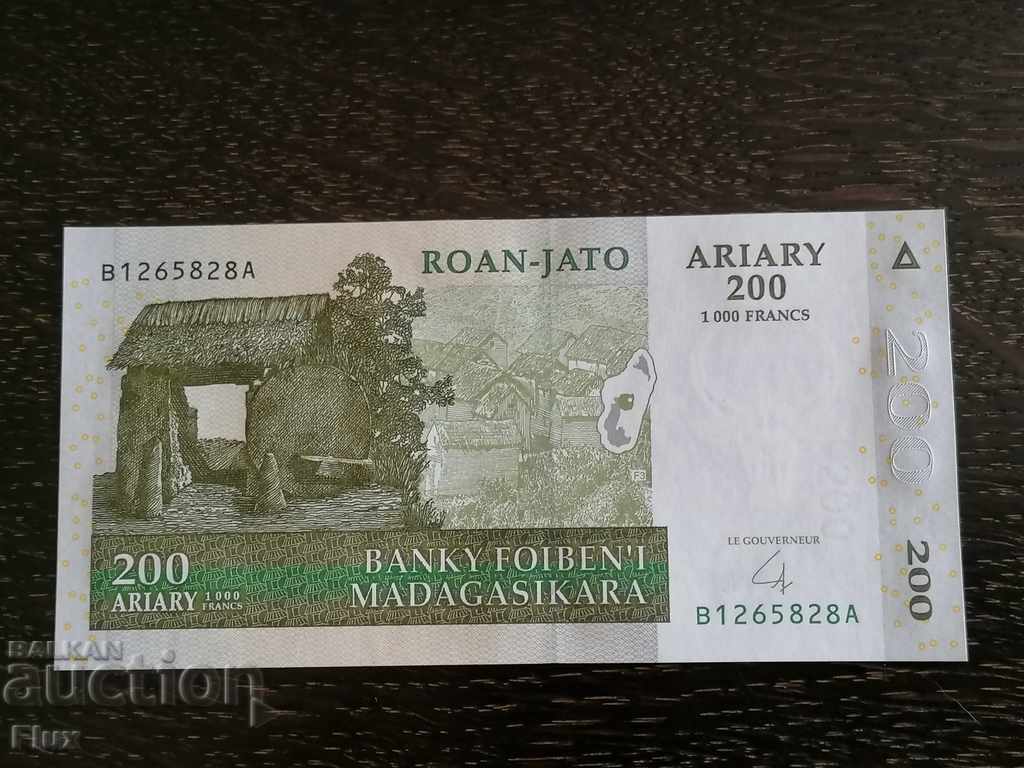 B1265828A
ROAN-JATO
ARIARY
200
1 000 FRANCS
200
LE GOUVERNEUR
B1265828A
200
200
ARIARY 1 000 FRANCS
BANKY FOIBEN'I
MADAGASIKARA
BALKAN
auction
Flux